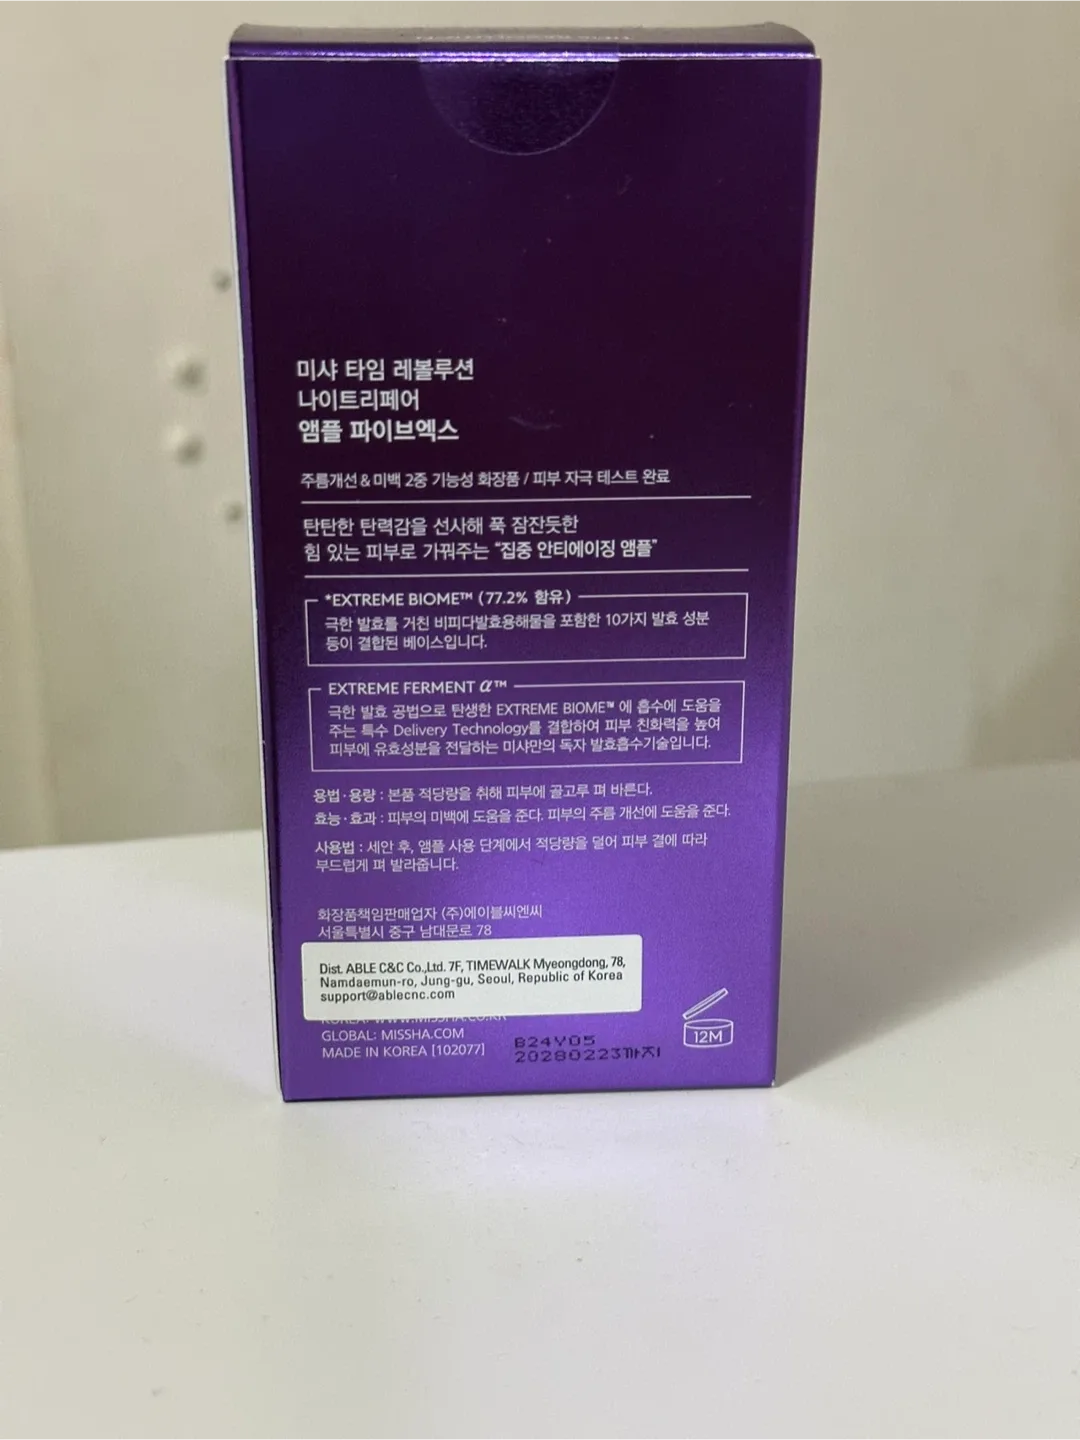 미샤 타임 레볼루션
나이트리페어
앰플 파이브엑스
주름개선 & 미백 2중 기능성 화장품 / 피부 자극 테스트 완료
탄탄한 탄력감을 선사해 푹 잠잔듯한
힘 있는 피부로 가꿔주는 “집중 안티에이징 앰플”
*EXTREME BIOME™ (77.2% 함유)
극한 발효를 거친 비피다발효용해물을 포함한 10가지 발효 성분
등이 결합된 베이스입니다.
EXTREME FERMENT α™
극한 발효 공법으로 탄생한 EXTREME BIOME™ 에 흡수에 도움을
주는 특수 Delivery Technology를 결합하여 피부 친화력을 높여
피부에 유효성분을 전달하는 미샤만의 독자 발효흡수기술입니다.
용법·용량 : 본품 적당량을 취해 피부에 골고루 펴 바른다.
효능·효과 : 피부의 미백에 도움을 준다. 피부의 주름 개선에 도움을 준다.
사용법 : 세안 후, 앰플 사용 단계에서 적당량을 덜어 피부 결에 따라
부드럽게 펴 발라줍니다.
화장품책임판매업자 (주)에이블씨엔씨
서울특별시 중구 남대문로 78
Dist. ABLE C&C Co.,Ltd. 7F, TIMEWALK Myeongdong, 78,
Namdaemun-ro, Jung-gu, Seoul, Republic of Korea
support@ablecnc.com
KOREA: WWW.MISSHA.CO.KR
GLOBAL: MISSHA.COM
MADE IN KOREA [102077]
B24Y05
20280223까지
12M